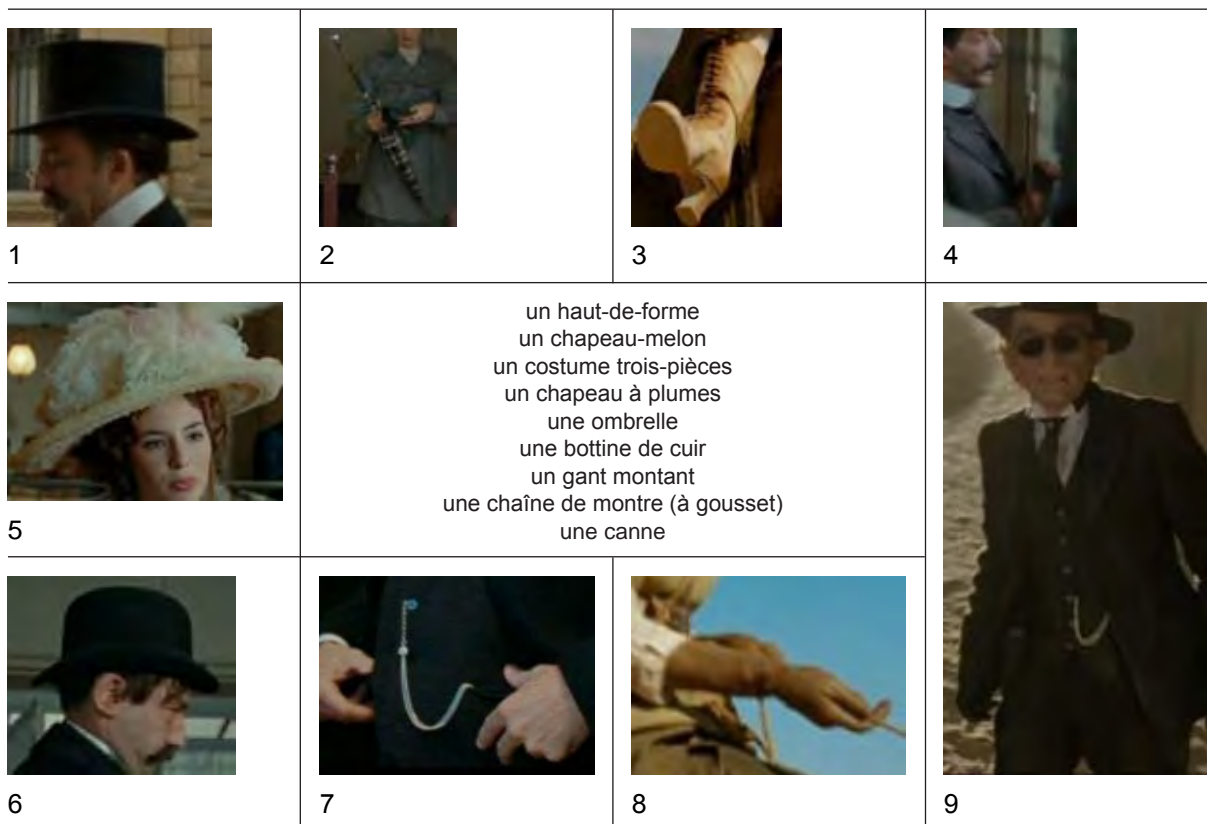 1
2
3
4
5
un haut-de-forme
un chapeau-melon
un costume trois-pièces
un chapeau à plumes
une ombrelle
une bottine de cuir
un gant montant
une chaîne de montre (à gousset)
une canne
6
7
8
9